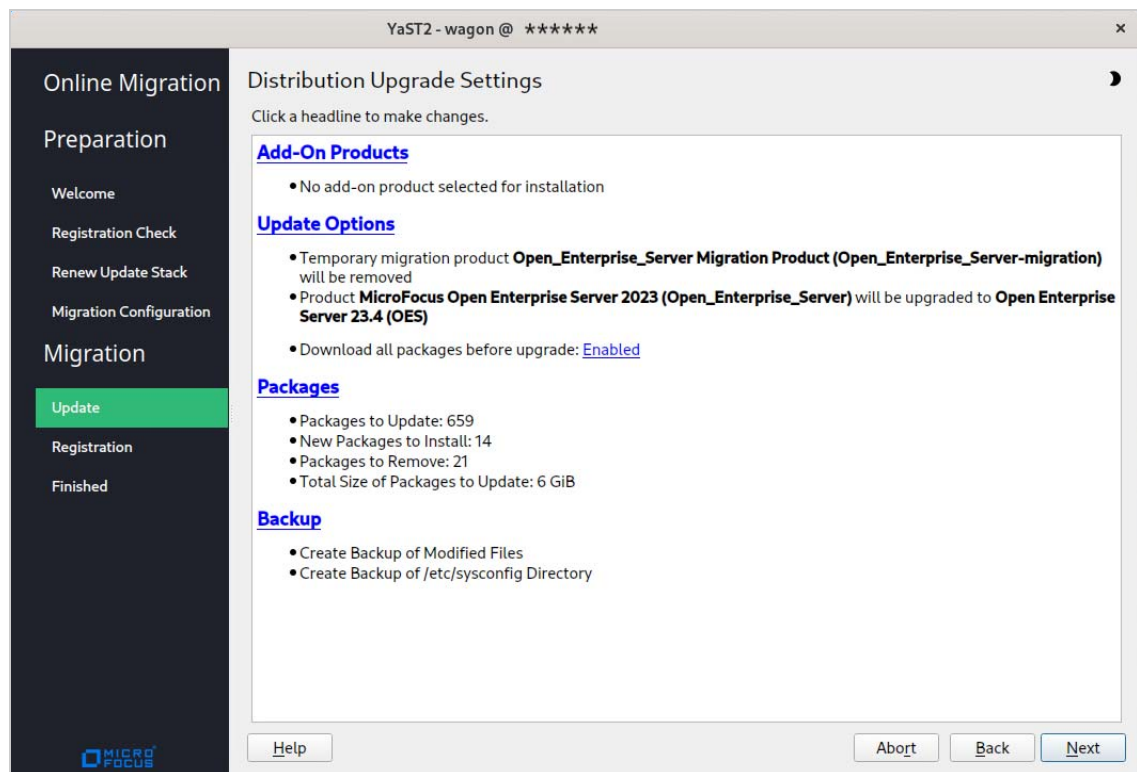 YaST2 - wagon @ ******
×
Online Migration
Preparation
Welcome
Registration Check
Renew Update Stack
Migration Configuration
Migration
Update
Registration
Finished
MICRO
FOCUS
Distribution Upgrade Settings
Click a headline to make changes.
Add-On Products
• No add-on product selected for installation
Update Options
• Temporary migration product Open_Enterprise_Server Migration Product (Open_Enterprise_Server-migration)
will be removed
• Product MicroFocus Open Enterprise Server 2023 (Open_Enterprise_Server) will be upgraded to Open Enterprise
Server 23.4 (OES)
• Download all packages before upgrade: Enabled
Packages
• Packages to Update: 659
• New Packages to Install: 14
• Packages to Remove: 21
• Total Size of Packages to Update: 6 GiB
Backup
• Create Backup of Modified Files
• Create Backup of /etc/sysconfig Directory
Help
Abort
Back
Next